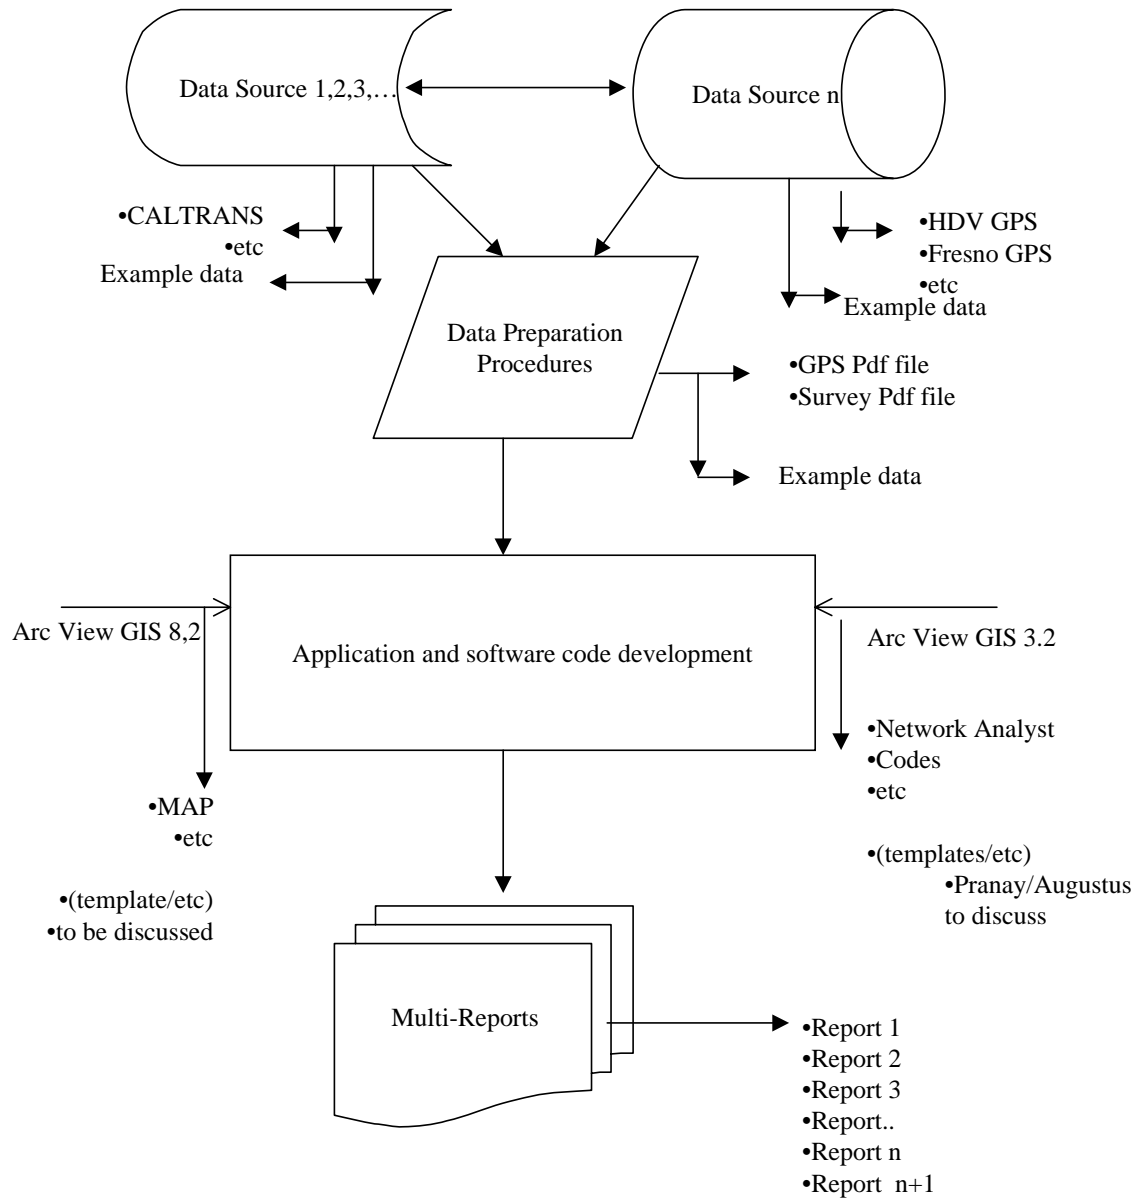 Data Source 1,2,3,…
Data Source n
•CALTRANS
•etc
Example data
•HDV GPS
•Fresno GPS
•etc
Example data
Data Preparation
Procedures
•GPS Pdf file
•Survey Pdf file
Example data
Arc View GIS 8,2
Application and software code development
Arc View GIS 3.2
•Network Analyst
•Codes
•etc
•MAP
•etc
•(templates/etc)
•Pranay/Augustus
to discuss
•(template/etc)
•to be discussed
Multi-Reports
•Report 1
•Report 2
•Report 3
•Report..
•Report n
•Report  n+1